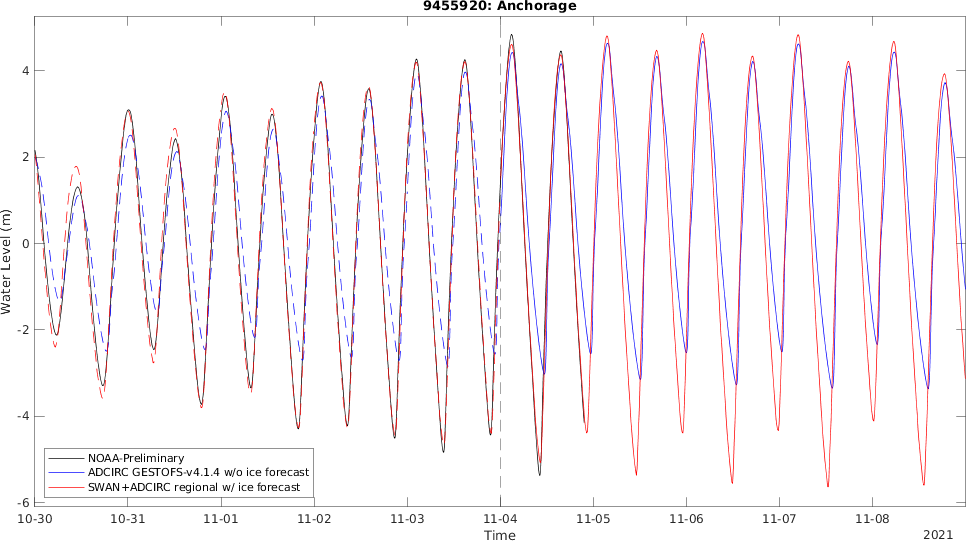 9455920: Anchorage
Water Level (m)
4
2
0
-2
-4
-6
NOAA-Preliminary
ADCIRC GESTOFS-v4.1.4 w/o ice forecast
SWAN+ADCIRC regional w/ ice forecast
10-30 10-31 11-01 11-02 11-03 11-04 11-05 11-06 11-07 11-08
Time
2021